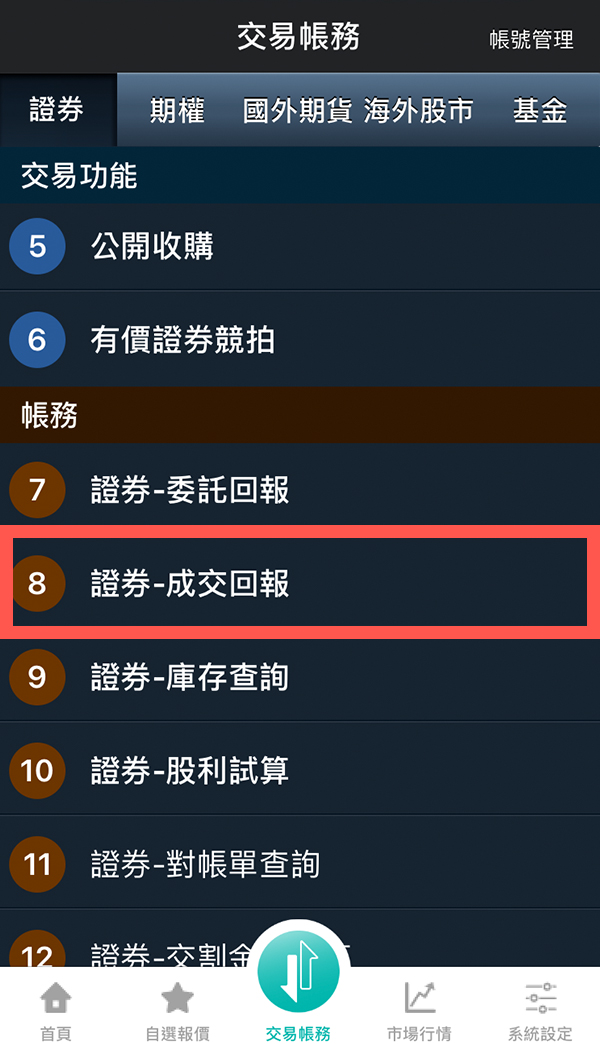 交易帳務
帳號管理
證券 期權 國外期貨 海外股市 基金
交易功能
5 公開收購
6 有價證券競拍
帳務
7 證券-委託回報
8 證券-成交回報
9 證券-庫存查詢
10 證券-股利試算
11 證券-對帳單查詢
12 證券-交割金
首頁 自選報價 交易帳務 市場行情 系統設定